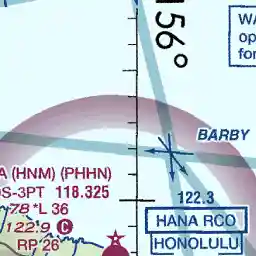 156°
WA
op
for
BARBY
A (HNM) (PHHN)
OS-3PT 118.325
78 *L 36
122.9 C
RP 26
122.3
HANA RCO
HONOLULU